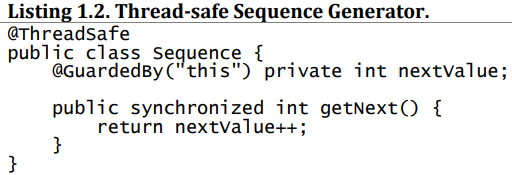 Listing 1.2. Thread-safe Sequence Generator.
@ThreadSafe
public class Sequence {
    @GuardedBy("this") private int nextValue;

    public synchronized int getNext() {
        return nextValue++;
    }
}